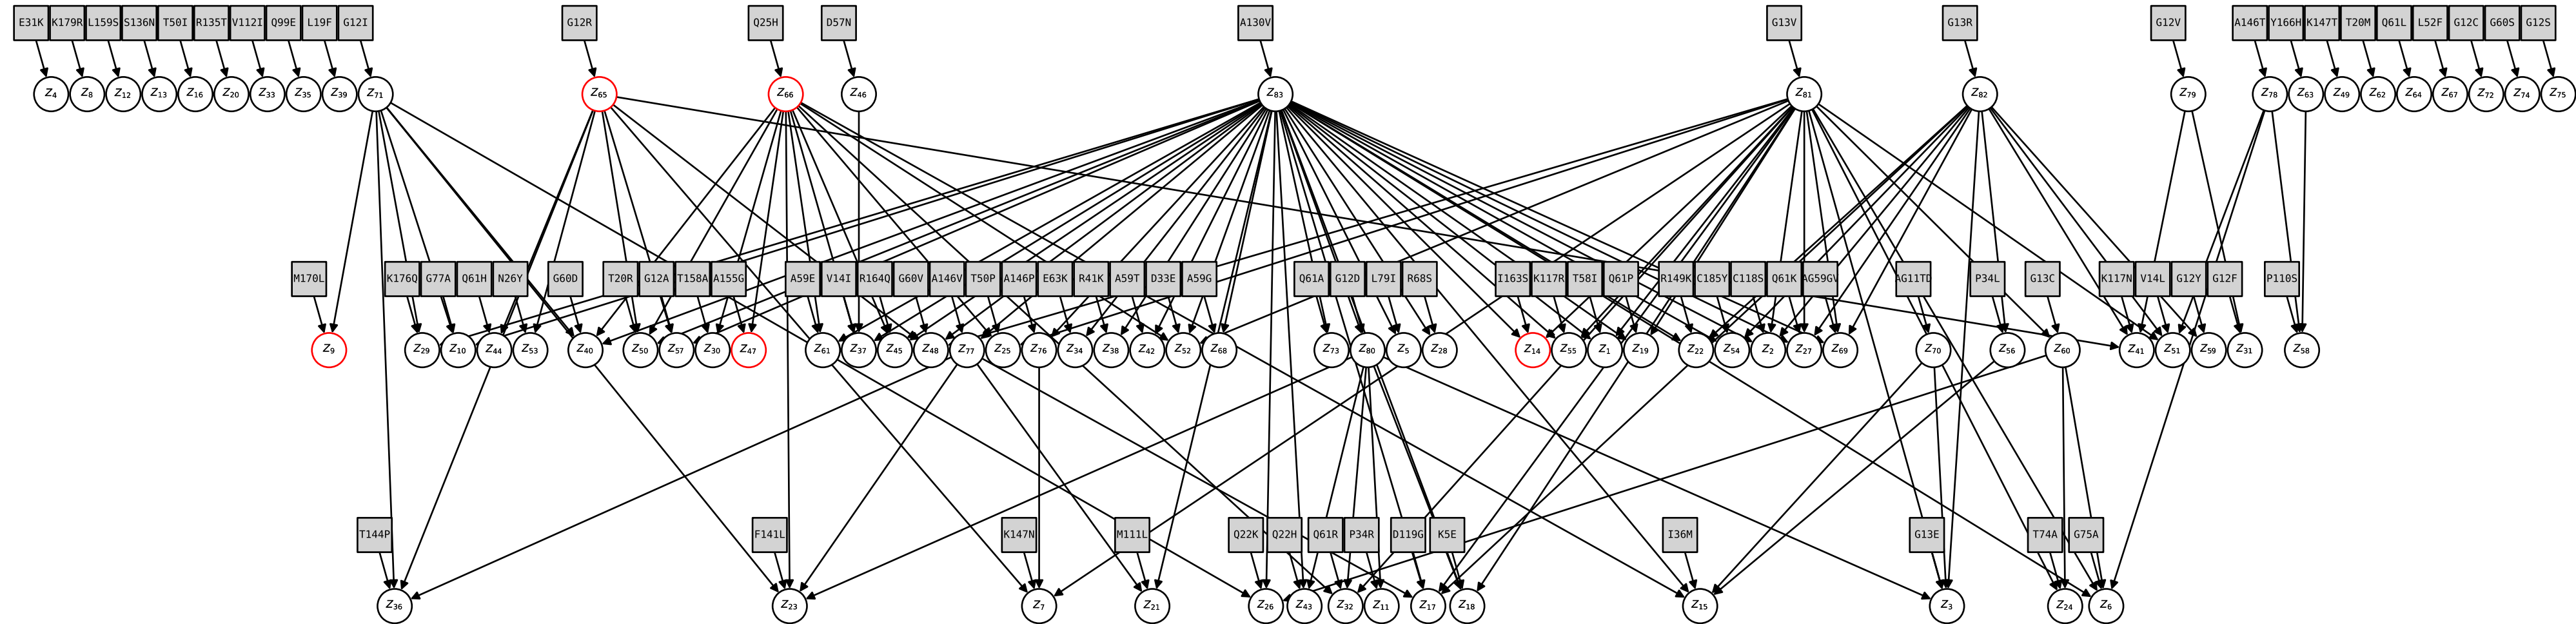 E31K K179R L159S S136N T50I R135T V112I Q99E L19F G12I G12R Q25H D57N A130V G13V G13R G12V A146T Y166H K147T T20M Q61L L52F G12C G60S G12S
Z4 Z8 Z12 Z13 Z16 Z20 Z33 Z35 Z39 Z71 Z65 Z66 Z46 Z83 Z81 Z82 Z79 Z78 Z63 Z49 Z62 Z64 Z67 Z72 Z74 Z75
M170L K176Q G77A Q61H N26Y G60D T20R G12A T158A A155G A59E V14I R164Q G60V A146V T50P A146P E63K R41K A59T D33E A59G Q61A G12D L79I R68S I163S K117R T58I Q61P R149K C185Y C118S Q61K AG59GV AG11TD P34L G13C K117N V14L G12Y G12F P110S
Z9 Z29 Z10 Z44 Z53 Z40 Z50 Z57 Z30 Z47 Z61 Z37 Z45 Z48 Z77 Z25 Z76 Z34 Z38 Z42 Z52 Z68 Z73 Z80 Z5 Z28 Z14 Z55 Z1 Z19 Z22 Z54 Z2 Z27 Z69 Z70 Z56 Z60 Z41 Z51 Z59 Z31 Z58
T144P F141L K147N M111L Q22K Q22H Q61R P34R D119G K5E I36M G13E T74A G75A
Z36 Z23 Z7 Z21 Z26 Z43 Z32 Z11 Z17 Z18 Z15 Z3 Z24 Z6